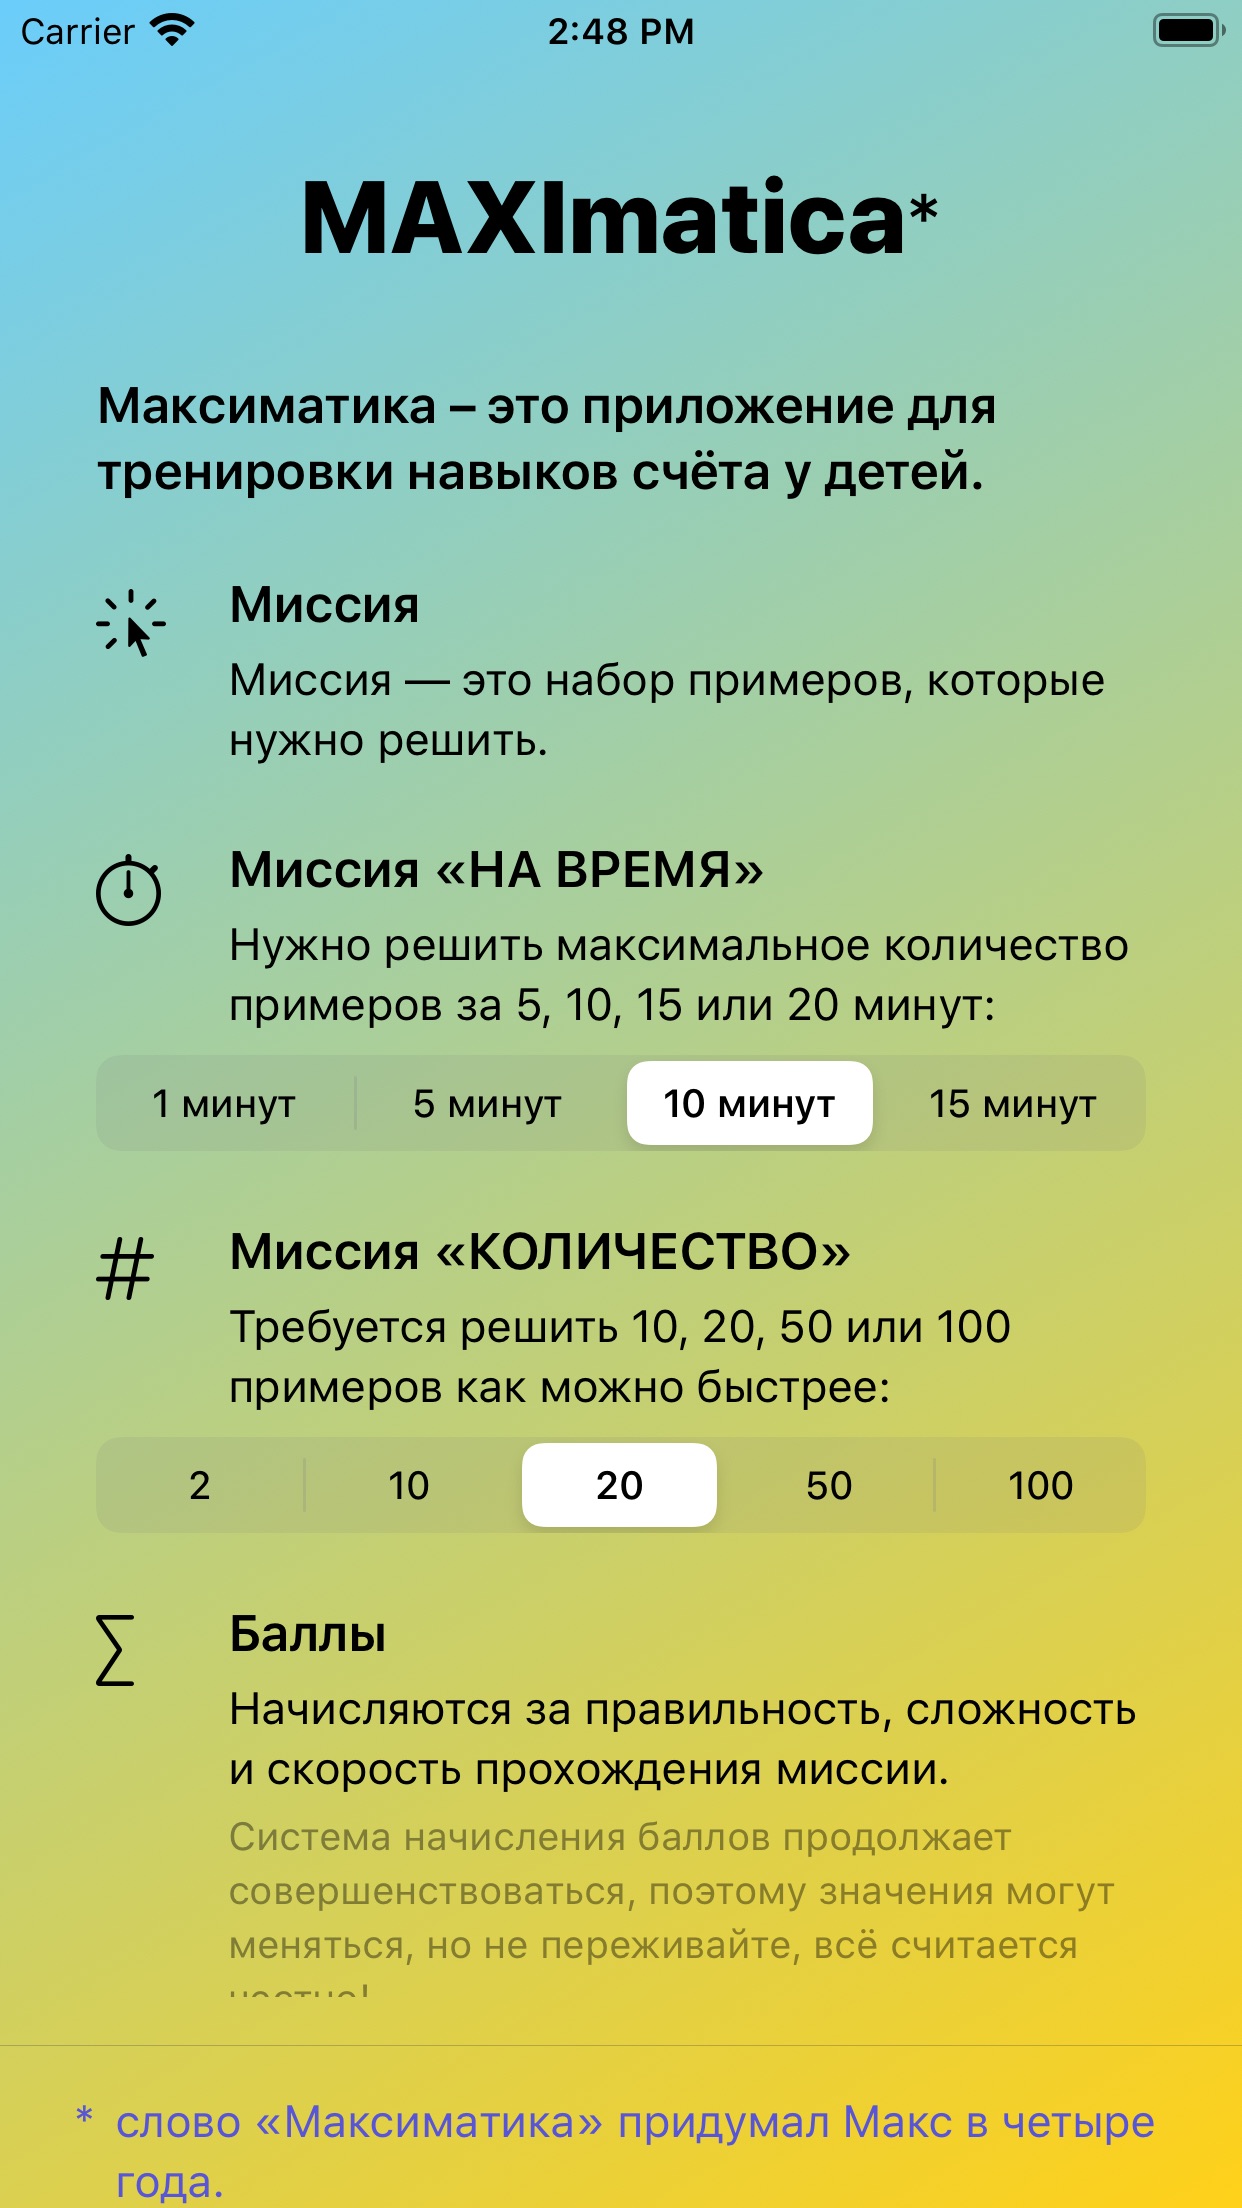 Carrier 2:48 PM
MAXImatica*
Максиматика – это приложение для
тренировки навыков счёта у детей.
Миссия
Миссия — это набор примеров, которые
нужно решить.
Миссия «НА ВРЕМЯ»
Нужно решить максимальное количество
примеров за 5, 10, 15 или 20 минут:
1 минут 5 минут 10 минут 15 минут
Миссия «КОЛИЧЕСТВО»
Требуется решить 10, 20, 50 или 100
примеров как можно быстрее:
2 10 20 50 100
Баллы
Начисляются за правильность, сложность
и скорость прохождения миссии.
Система начисления баллов продолжает
совершенствоваться, поэтому значения могут
меняться, но не переживайте, всё считается
честно!
* слово «Максиматика» придумал Макс в четыре
года.